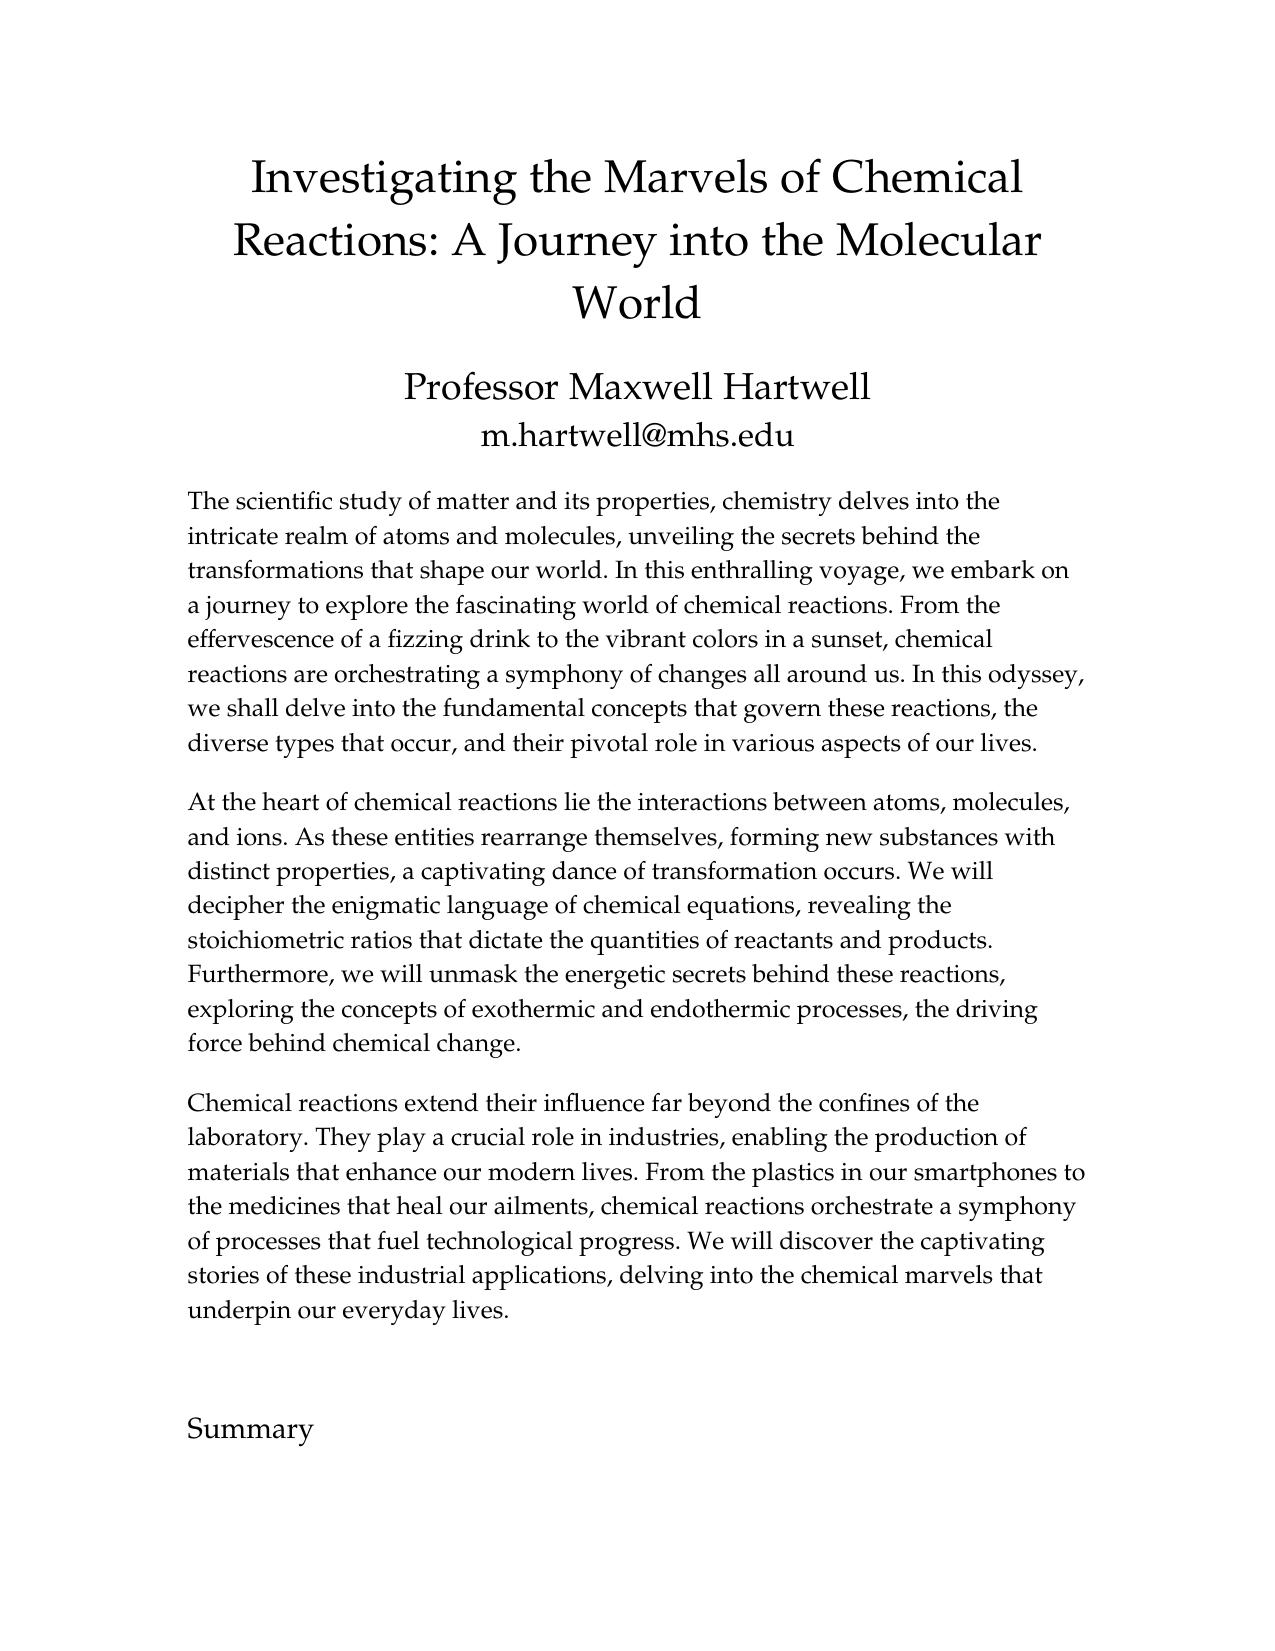 Investigating the Marvels of Chemical
Reactions: A Journey into the Molecular
World
Professor Maxwell Hartwell
m.hartwell@mhs.edu
The scientific study of matter and its properties, chemistry delves into the
intricate realm of atoms and molecules, unveiling the secrets behind the
transformations that shape our world. In this enthralling voyage, we embark on
a journey to explore the fascinating world of chemical reactions. From the
effervescence of a fizzing drink to the vibrant colors in a sunset, chemical
reactions are orchestrating a symphony of changes all around us. In this odyssey,
we shall delve into the fundamental concepts that govern these reactions, the
diverse types that occur, and their pivotal role in various aspects of our lives.
At the heart of chemical reactions lie the interactions between atoms, molecules,
and ions. As these entities rearrange themselves, forming new substances with
distinct properties, a captivating dance of transformation occurs. We will
decipher the enigmatic language of chemical equations, revealing the
stoichiometric ratios that dictate the quantities of reactants and products.
Furthermore, we will unmask the energetic secrets behind these reactions,
exploring the concepts of exothermic and endothermic processes, the driving
force behind chemical change.
Chemical reactions extend their influence far beyond the confines of the
laboratory. They play a crucial role in industries, enabling the production of
materials that enhance our modern lives. From the plastics in our smartphones to
the medicines that heal our ailments, chemical reactions orchestrate a symphony
of processes that fuel technological progress. We will discover the captivating
stories of these industrial applications, delving into the chemical marvels that
underpin our everyday lives.
Summary